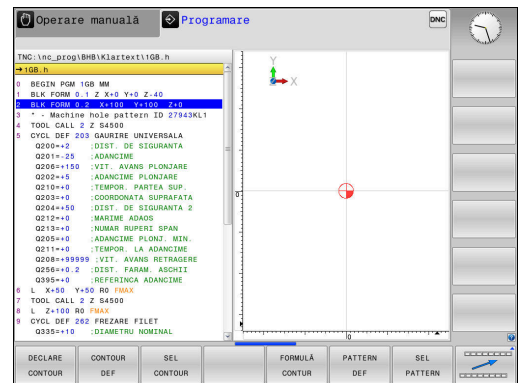 Operare manuală
Programare
DNC
TNC:\nc_prog\BHB\Klartext\1GB.h
→1GB.h
0 BEGIN PGM 1GB MM
1 BLK FORM 0.1 Z X+0 Y+0 Z-40
2 BLK FORM 0.2 X+100 Y+100 Z+0
3 * - Machine hole pattern ID 27943KL1
4 TOOL CALL 2 Z S4500
5 CYCL DEF 203 GAURIRE UNIVERSALA
Q200=+2 ;DIST. DE SIGURANTA
Q201=-25 ;ADANCIME
Q206=+150 ;VIT. AVANS PLONJARE
Q202=+5 ;ADANCIME PLONJARE
Q210=+0 ;TEMPOR. PARTEA SUP.
Q203=+0 ;COORDONATA SUPRAFATA
Q204=+50 ;DIST. DE SIGURANTA 2
Q212=+0 ;MARIME ADAOS
Q213=+0 ;NUMAR RUPERI SPAN
Q205=+0 ;ADANCIME PLONJ. MIN.
Q211=+0 ;TEMPOR. LA ADANCIME
Q208=+99999 ;VIT. AVANS RETRAGERE
Q256=+0.2 ;DIST. FARAM. ASCHII
Q395=+0 ;REFERINCA ADANCIME
6 L X+50 Y+50 R0 FMAX
7 TOOL CALL 2 Z S4500
8 L Z+100 R0 FMAX
9 CYCL DEF 262 FREZARE FILET
Q335=+10 ;DIAMETRU NOMINAL
Y
X
0
0
DECLARE CONTOUR
CONTOUR DEF
SEL CONTOUR
FORMULĂ CONTUR
PATTERN DEF
SEL PATTERN